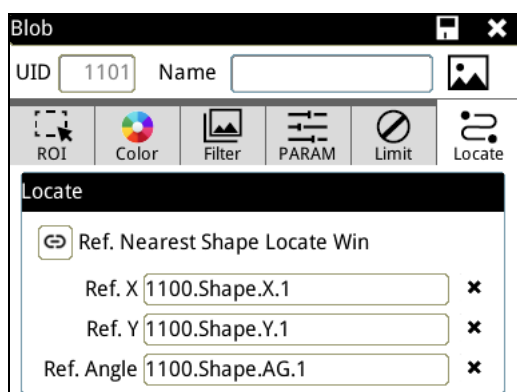 Blob
UID 1101 Name
ROI Color Filter PARAM Limit Locate
Locate
Ref. Nearest Shape Locate Win
Ref. X 1100.Shape.X.1
Ref. Y 1100.Shape.Y.1
Ref. Angle 1100.Shape.AG.1